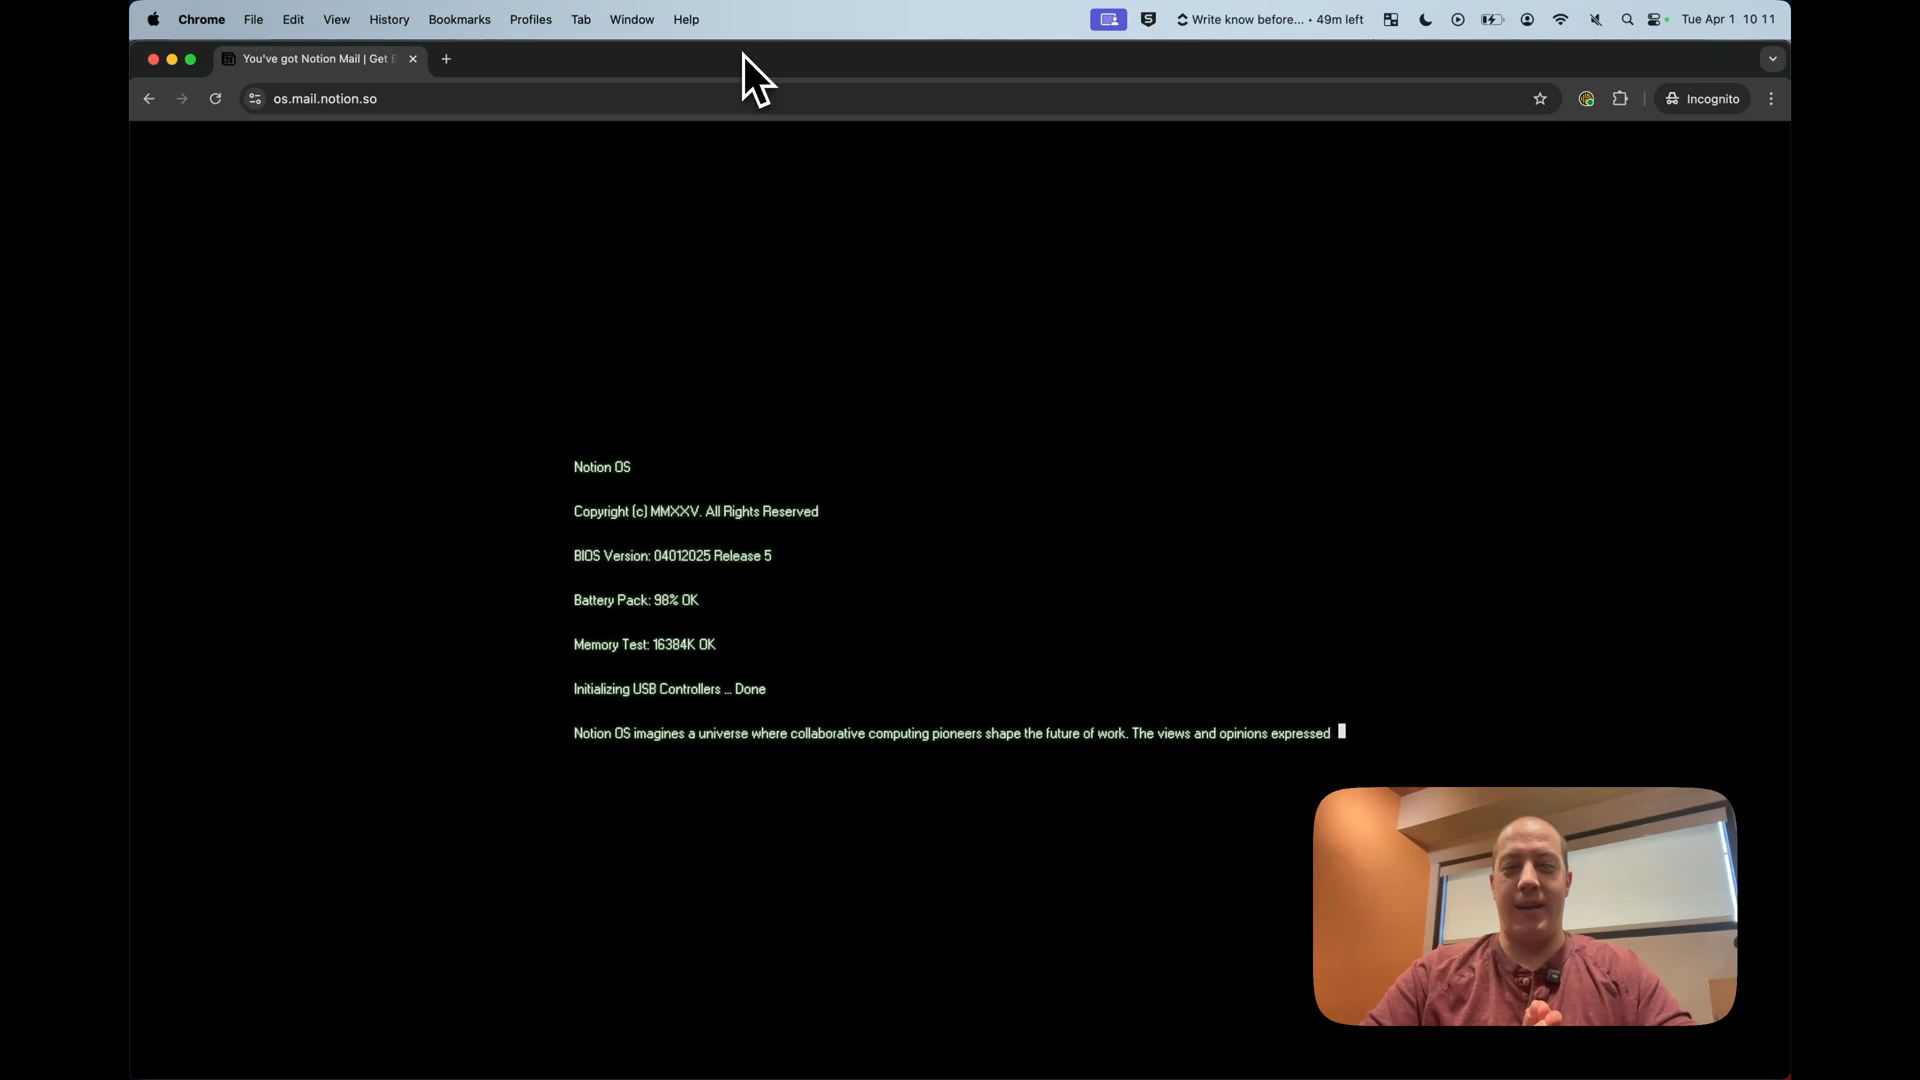 Chrome File Edit View History Bookmarks Profiles Tab Window Help Write know before... • 49m left Tue Apr 1 10 11
You've got Notion Mail | Get
os.mail.notion.so Incognito
Notion OS
Copyright (c) MMXXV. All Rights Reserved
BIOS Version: 04012025 Release 5
Battery Pack: 98% OK
Memory Test: 16384K OK
Initializing USB Controllers ... Done
Notion OS imagines a universe where collaborative computing pioneers shape the future of work. The views and opinions expressed